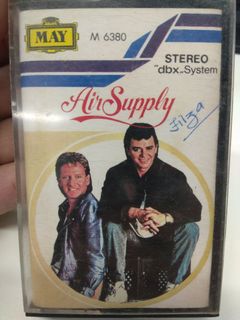 MAY
M 6380
STEREO
"dbx" System
Air Supply